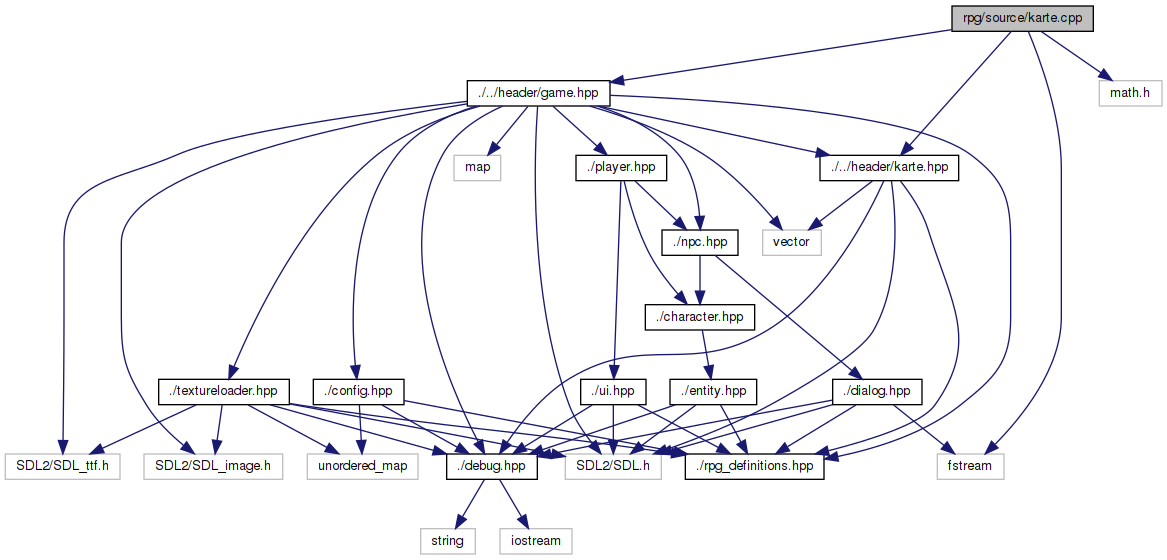 rpg/source/karte.cpp
./../header/game.hpp
math.h
map
./player.hpp
./../header/karte.hpp
./npc.hpp
vector
./character.hpp
./textureloader.hpp
./config.hpp
./ui.hpp
./entity.hpp
./dialog.hpp
SDL2/SDL_ttf.h
SDL2/SDL_image.h
unordered_map
./debug.hpp
SDL2/SDL.h
./rpg_definitions.hpp
fstream
string
iostream